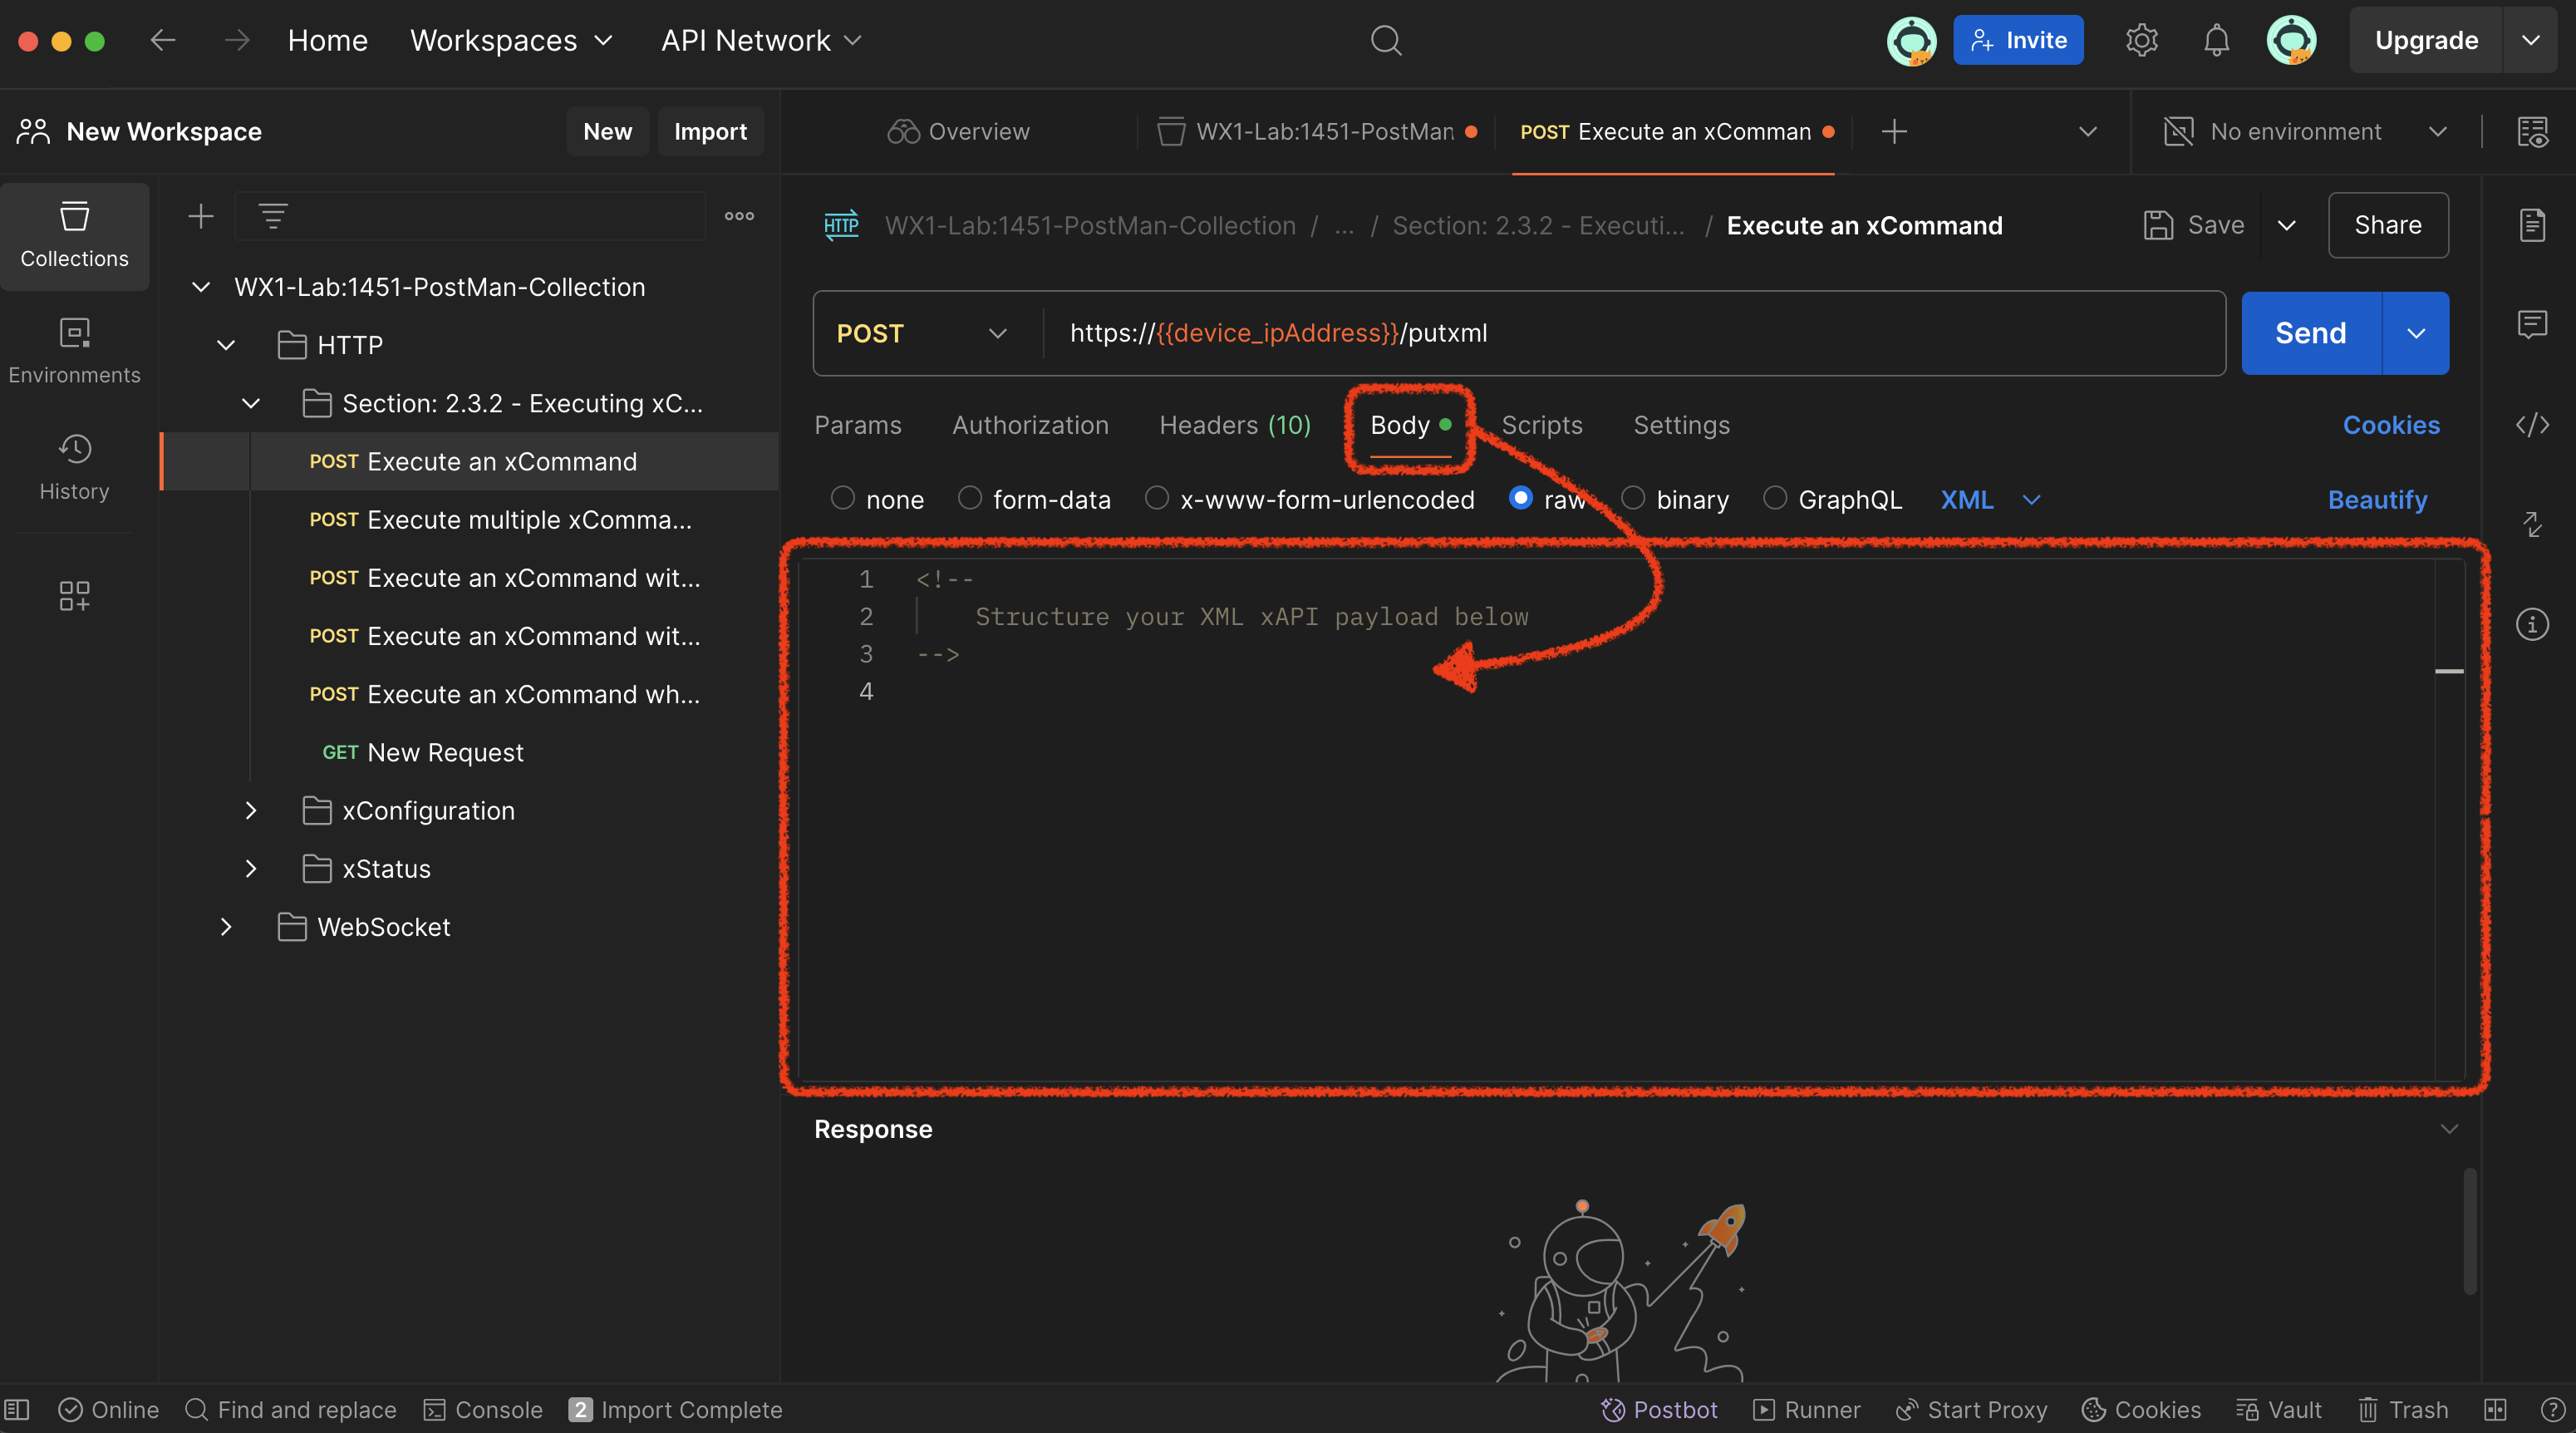 Home Workspaces API Network Invite Upgrade
New Workspace New Import Overview WX1-Lab:1451-PostMan POST Execute an xComman No environment
Collections
Environments
History
WX1-Lab:1451-PostMan-Collection
HTTP
Section: 2.3.2 - Executing xC...
POST Execute an xCommand
POST Execute multiple xComma...
POST Execute an xCommand wit...
POST Execute an xCommand wit...
POST Execute an xCommand wh...
GET New Request
xConfiguration
xStatus
WebSocket
HTTP WX1-Lab:1451-PostMan-Collection / ... / Section: 2.3.2 - Executi... / Execute an xCommand Save Share
POST https://{{device_ipAddress}}/putxml Send
Params Authorization Headers (10) Body Scripts Settings Cookies
none form-data x-www-form-urlencoded raw binary GraphQL XML Beautify
1 <!--
2 Structure your XML xAPI payload below
3 -->
4
Response
Online Find and replace Console 2 Import Complete Postbot Runner Start Proxy Cookies Vault Trash